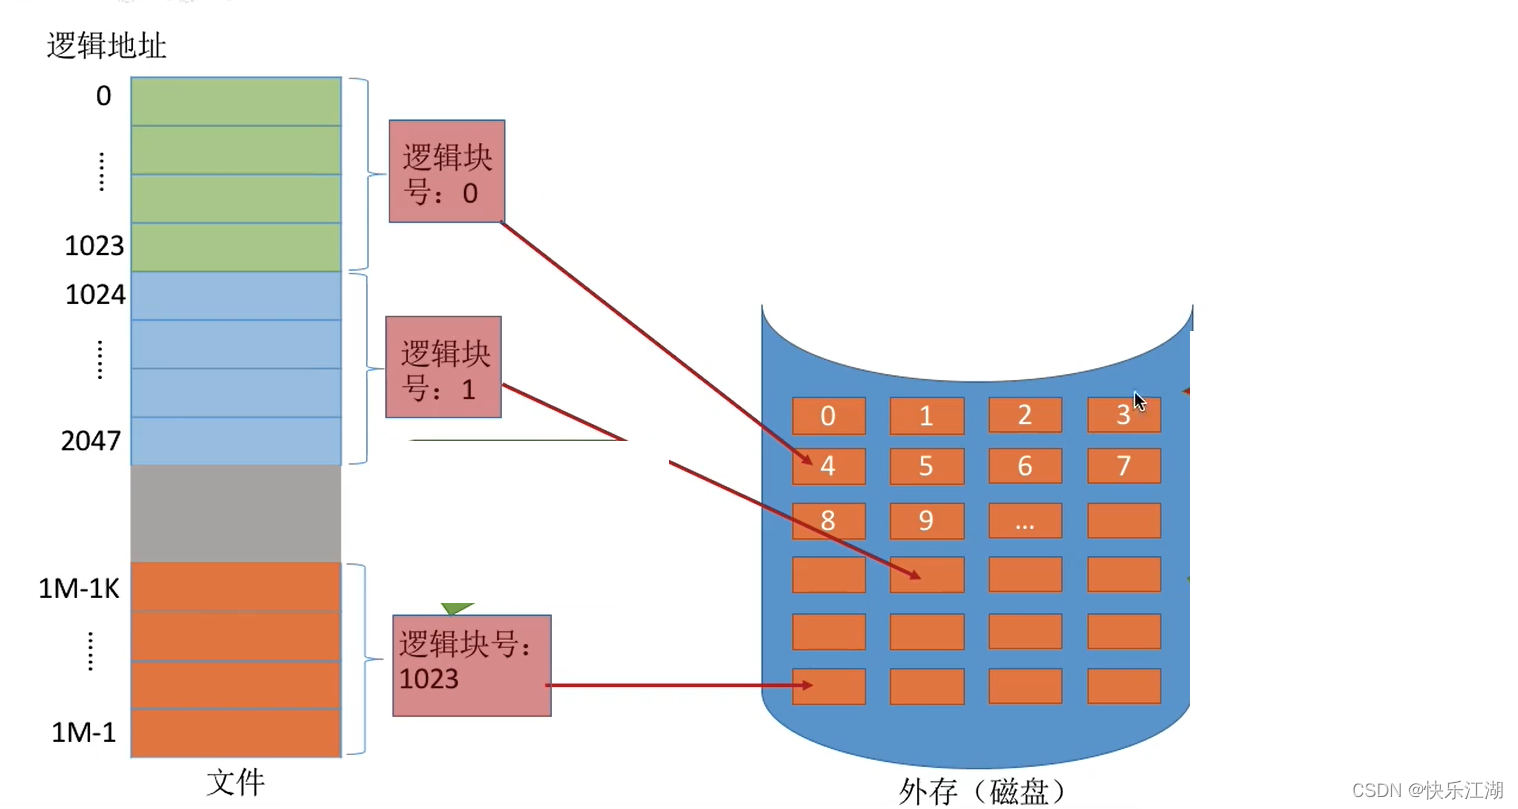 逻辑地址
0
......
1023
1024
......
2047
1M-1K
......
1M-1
文件
逻辑块
号：0
逻辑块
号：1
逻辑块号：
1023
0 1 2 3
4 5 6 7
8 9 ...
外存（磁盘）
CSDN @快乐江湖